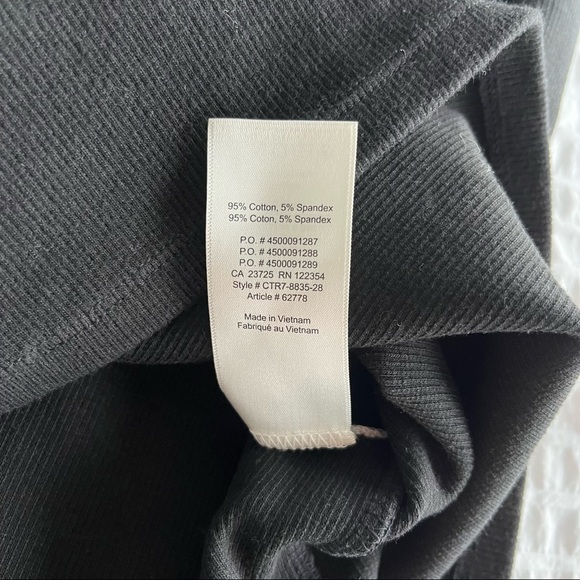 95% Cotton, 5% Spandex
95% Coton, 5% Spandex
P.O. # 4500091287
P.O. # 4500091288
P.O. # 4500091289
CA 23725 RN 122354
Style # CTR7-8835-28
Article # 62778
Made in Vietnam
Fabriqué au Vietnam